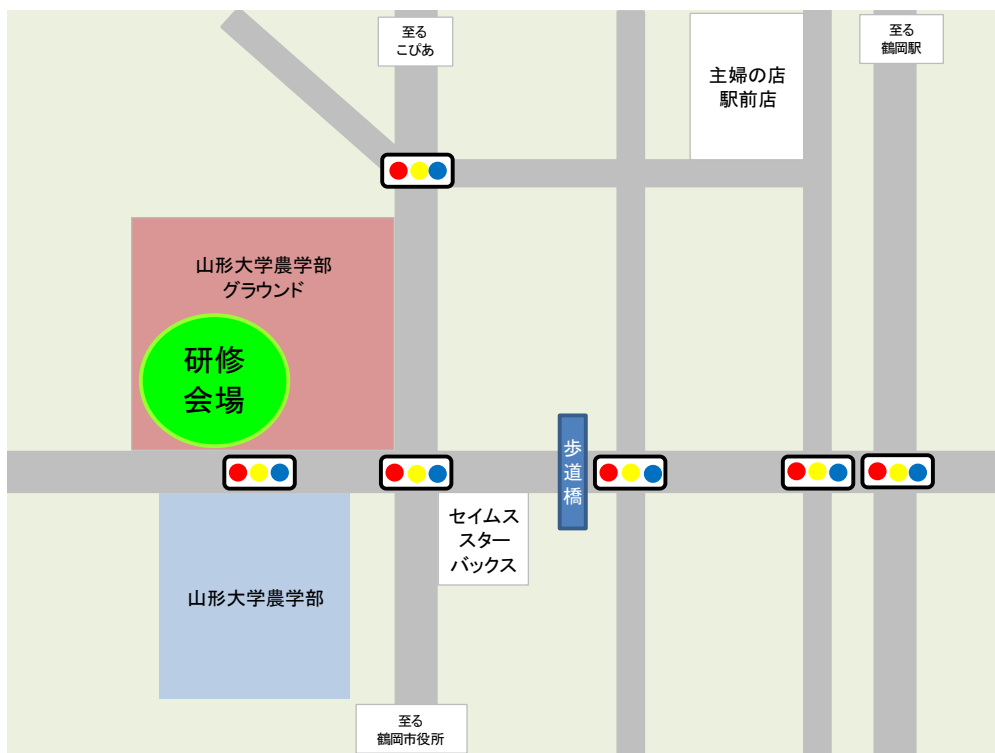 至る
こぴあ
至る
鶴岡駅
主婦の店
駅前店
山形大学農学部
グラウンド
研修
会場
歩道橋
セイムス
スター
バックス
山形大学農学部
至る
鶴岡市役所